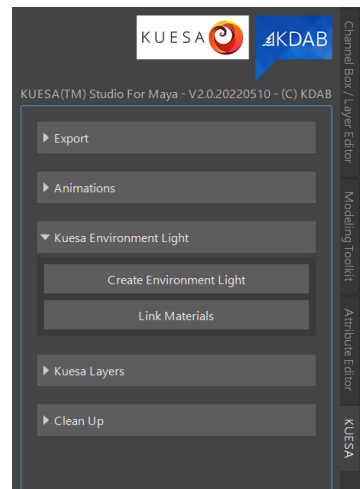 KUESA
KDAB
KUESA(TM) Studio For Maya - V2.0.20220510 - (C) KDAB
Export
Animations
Kuesa Environment Light
Create Environment Light
Link Materials
Kuesa Layers
Clean Up
Channel Box / Layer Editor
Modeling Toolkit
Attribute Editor
KUESA